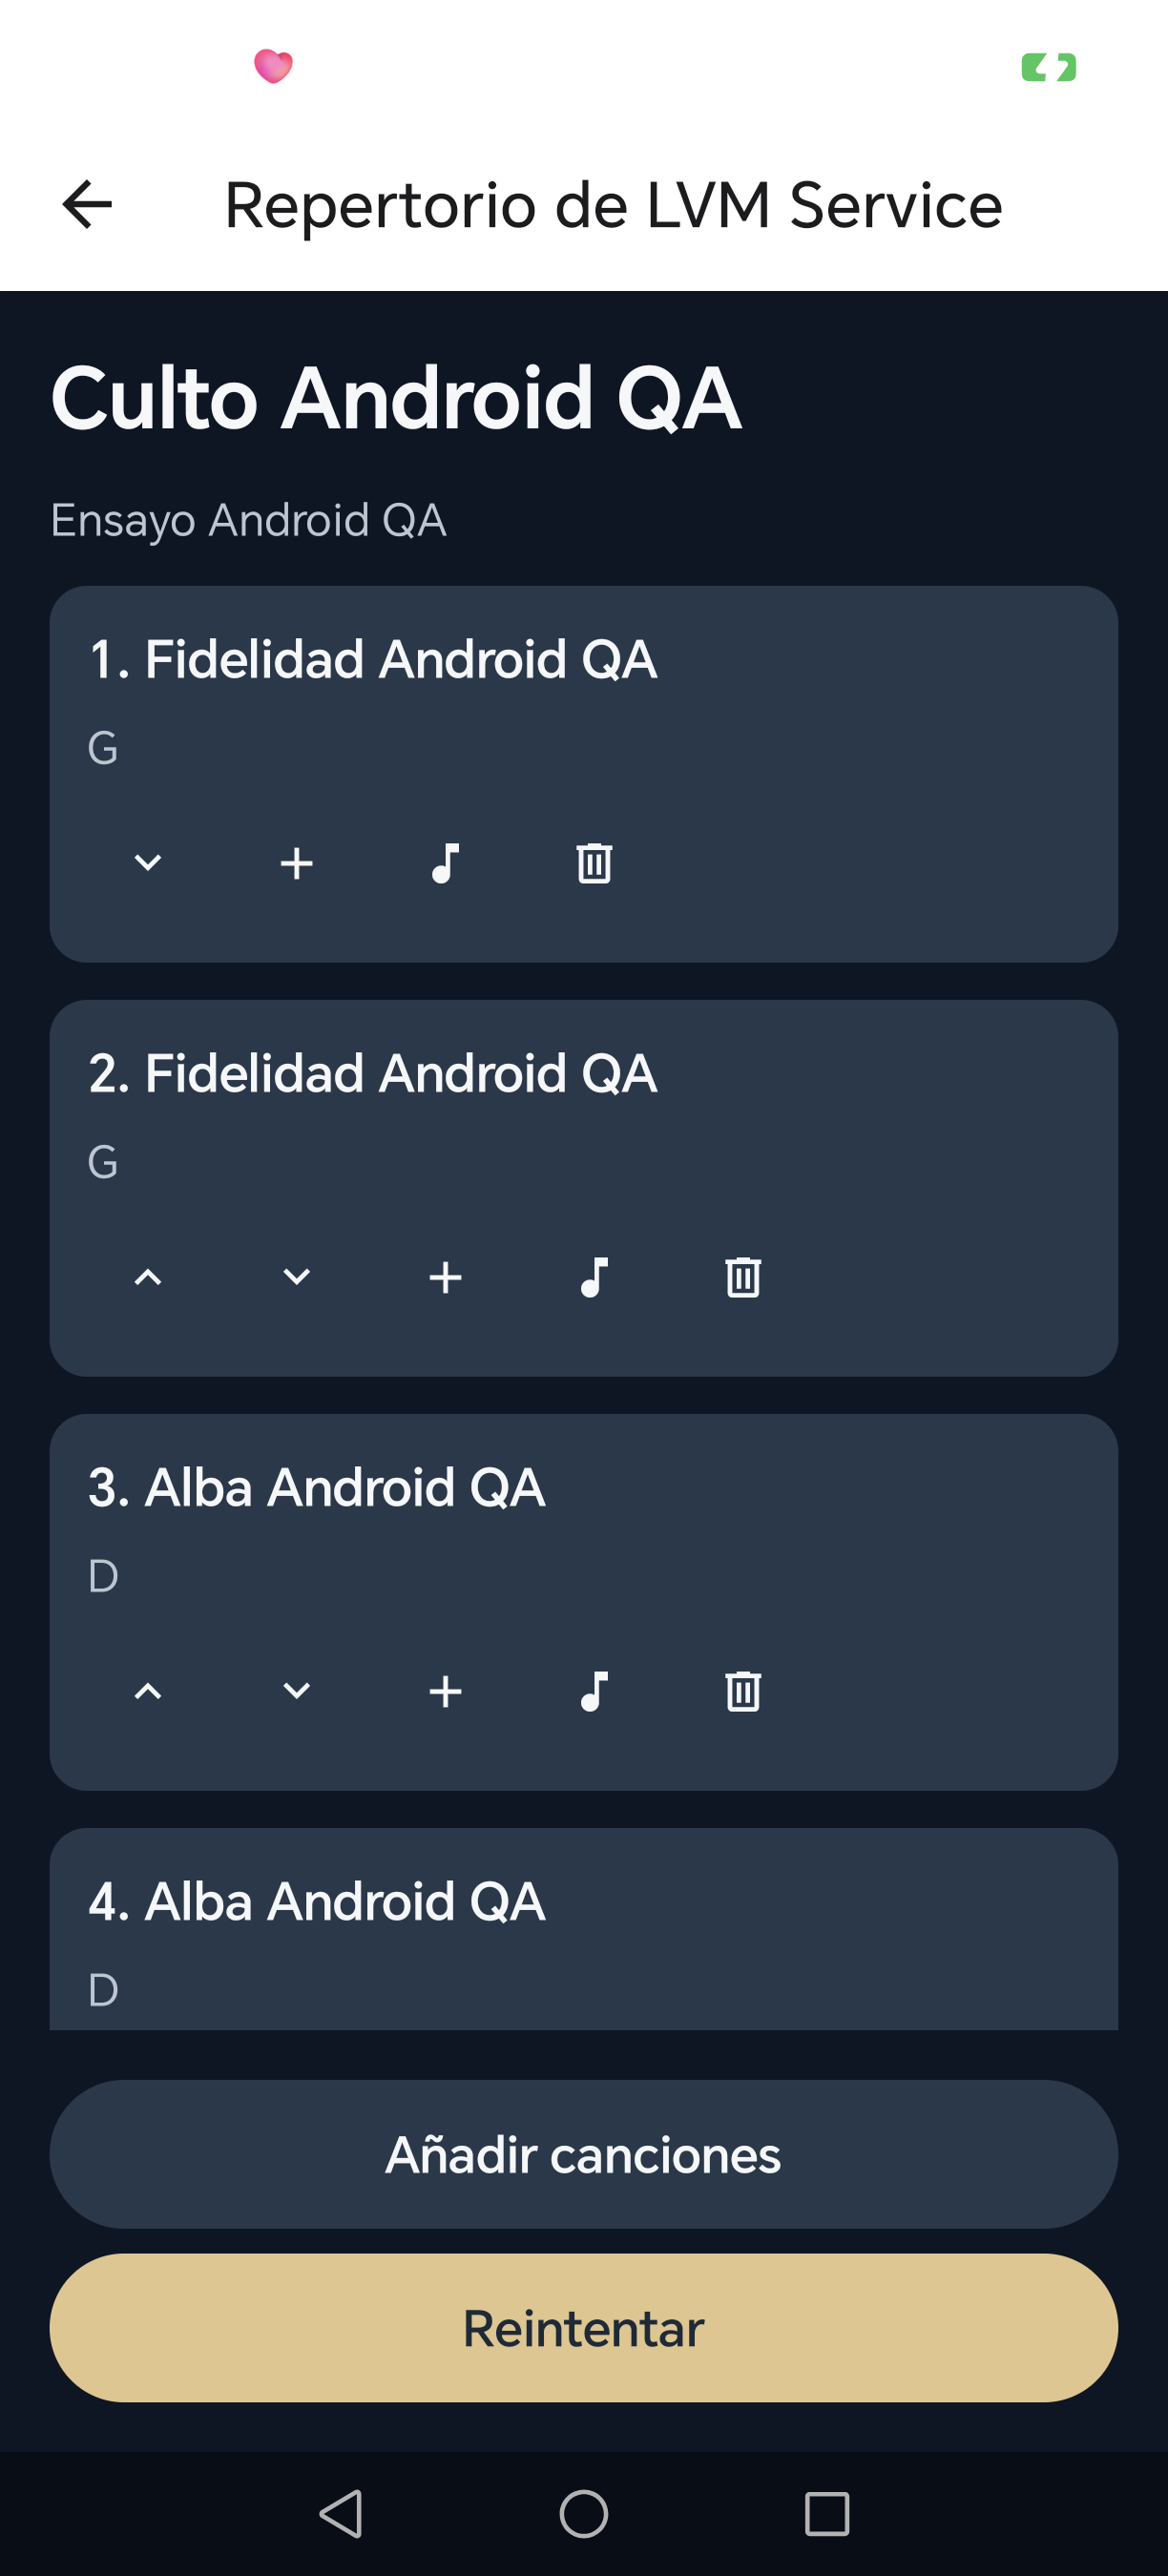 Repertorio de LVM Service
Culto Android QA
Ensayo Android QA
1. Fidelidad Android QA
G
2. Fidelidad Android QA
G
3. Alba Android QA
D
4. Alba Android QA
D
Añadir canciones
Reintentar